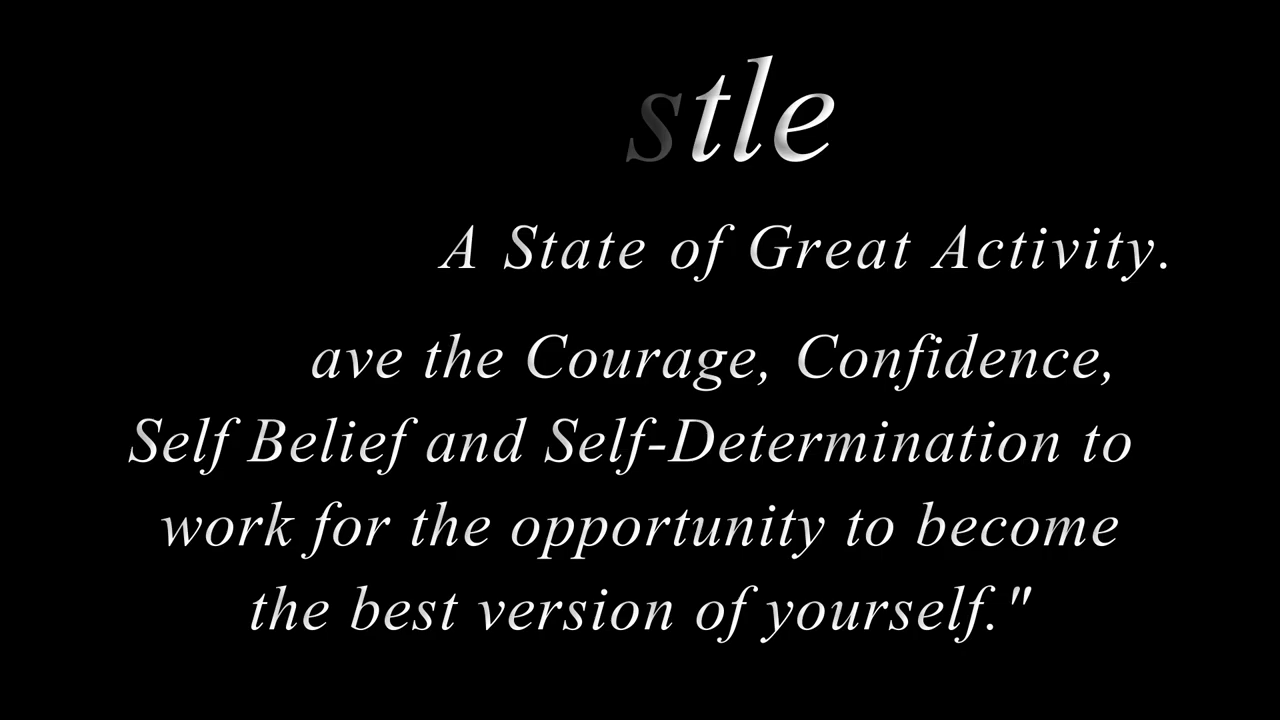 stle
A State of Great Activity.
ave the Courage, Confidence,
Self Belief and Self-Determination to
work for the opportunity to become
the best version of yourself."